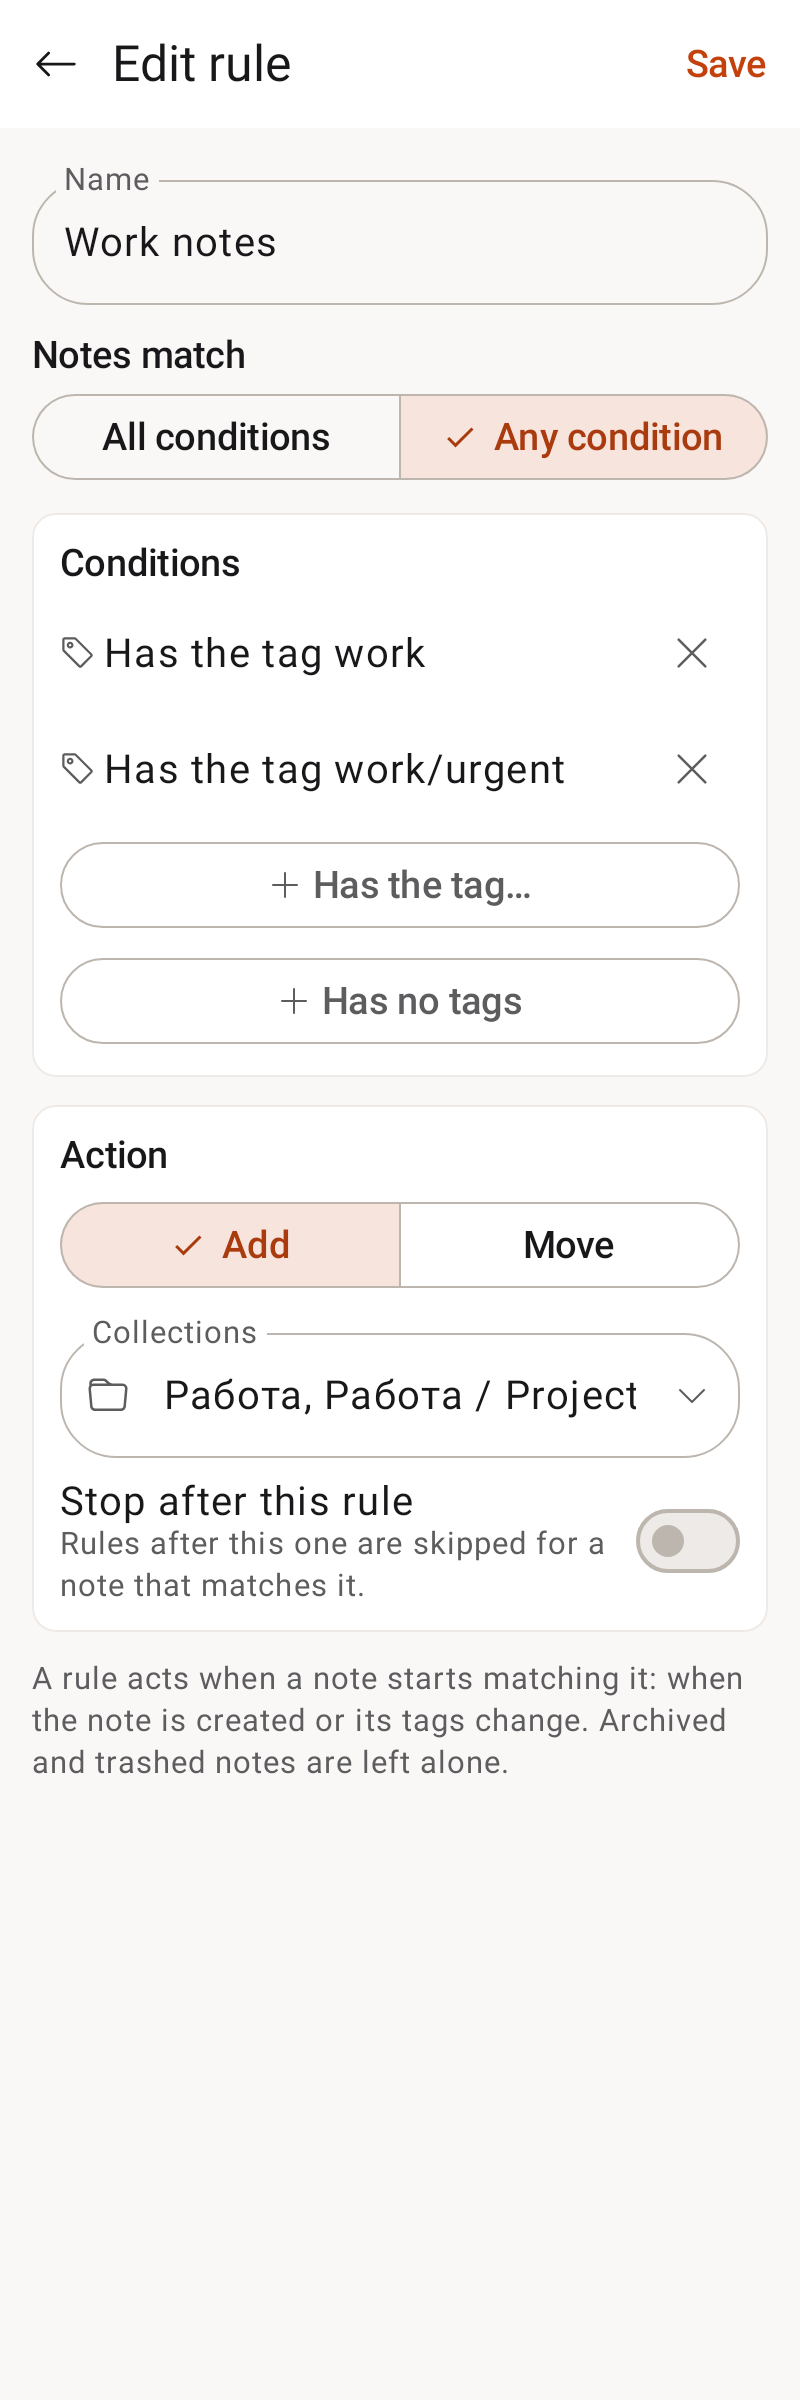 Edit rule
Save
Name
Work notes
Notes match
All conditions
Any condition
Conditions
Has the tag work
Has the tag work/urgent
Has the tag...
Has no tags
Action
Add
Move
Collections
Работа, Работа / Project
Stop after this rule
Rules after this one are skipped for a
note that matches it.
A rule acts when a note starts matching it: when
the note is created or its tags change. Archived
and trashed notes are left alone.